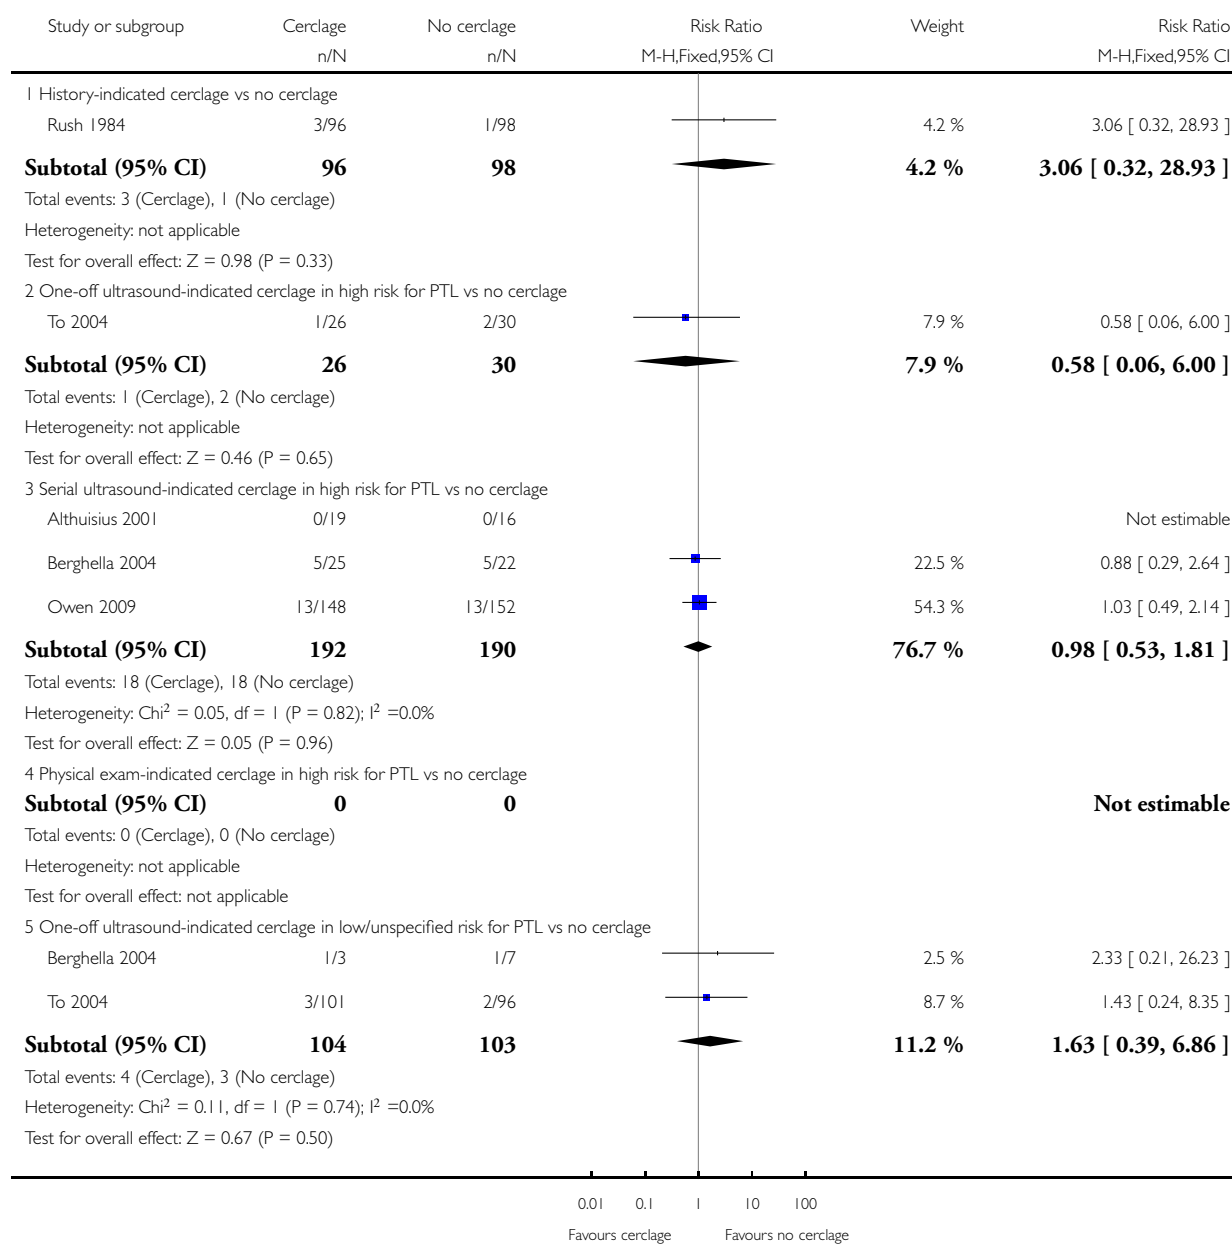 Study or subgroup Cerclage No cerclage Risk Ratio Weight Risk Ratio
n/N n/N M-H,Fixed,95% CI M-H,Fixed,95% CI
1 History-indicated cerclage vs no cerclage
Rush 1984 3/96 1/98 4.2 % 3.06 [ 0.32, 28.93 ]
Subtotal (95% CI) 96 98 4.2 % 3.06 [ 0.32, 28.93 ]
Total events: 3 (Cerclage), 1 (No cerclage)
Heterogeneity: not applicable
Test for overall effect: Z = 0.98 (P = 0.33)
2 One-off ultrasound-indicated cerclage in high risk for PTL vs no cerclage
To 2004 1/26 2/30 7.9 % 0.58 [ 0.06, 6.00 ]
Subtotal (95% CI) 26 30 7.9 % 0.58 [ 0.06, 6.00 ]
Total events: 1 (Cerclage), 2 (No cerclage)
Heterogeneity: not applicable
Test for overall effect: Z = 0.46 (P = 0.65)
3 Serial ultrasound-indicated cerclage in high risk for PTL vs no cerclage
Althuisius 2001 0/19 0/16 Not estimable
Berghella 2004 5/25 5/22 22.5 % 0.88 [ 0.29, 2.64 ]
Owen 2009 13/148 13/152 54.3 % 1.03 [ 0.49, 2.14 ]
Subtotal (95% CI) 192 190 76.7 % 0.98 [ 0.53, 1.81 ]
Total events: 18 (Cerclage), 18 (No cerclage)
Heterogeneity: Chi² = 0.05, df = 1 (P = 0.82); I² =0.0%
Test for overall effect: Z = 0.05 (P = 0.96)
4 Physical exam-indicated cerclage in high risk for PTL vs no cerclage
Subtotal (95% CI) 0 0 Not estimable
Total events: 0 (Cerclage), 0 (No cerclage)
Heterogeneity: not applicable
Test for overall effect: not applicable
5 One-off ultrasound-indicated cerclage in low/unspecified risk for PTL vs no cerclage
Berghella 2004 1/3 1/7 2.5 % 2.33 [ 0.21, 26.23 ]
To 2004 3/101 2/96 8.7 % 1.43 [ 0.24, 8.35 ]
Subtotal (95% CI) 104 103 11.2 % 1.63 [ 0.39, 6.86 ]
Total events: 4 (Cerclage), 3 (No cerclage)
Heterogeneity: Chi² = 0.11, df = 1 (P = 0.74); I² =0.0%
Test for overall effect: Z = 0.67 (P = 0.50)
0.01 0.1 1 10 100
Favours cerclage Favours no cerclage